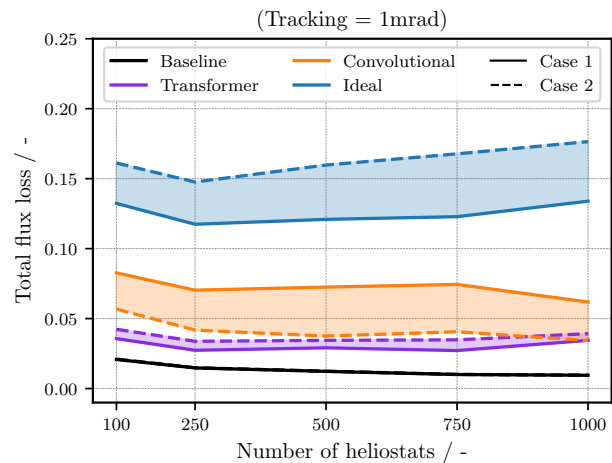 (Tracking = 1mrad)
Baseline
Transformer
Convolutional
Ideal
Case 1
Case 2
Total flux loss / -
0.25
0.20
0.15
0.10
0.05
0.00
100
250
500
750
1000
Number of heliostats / -